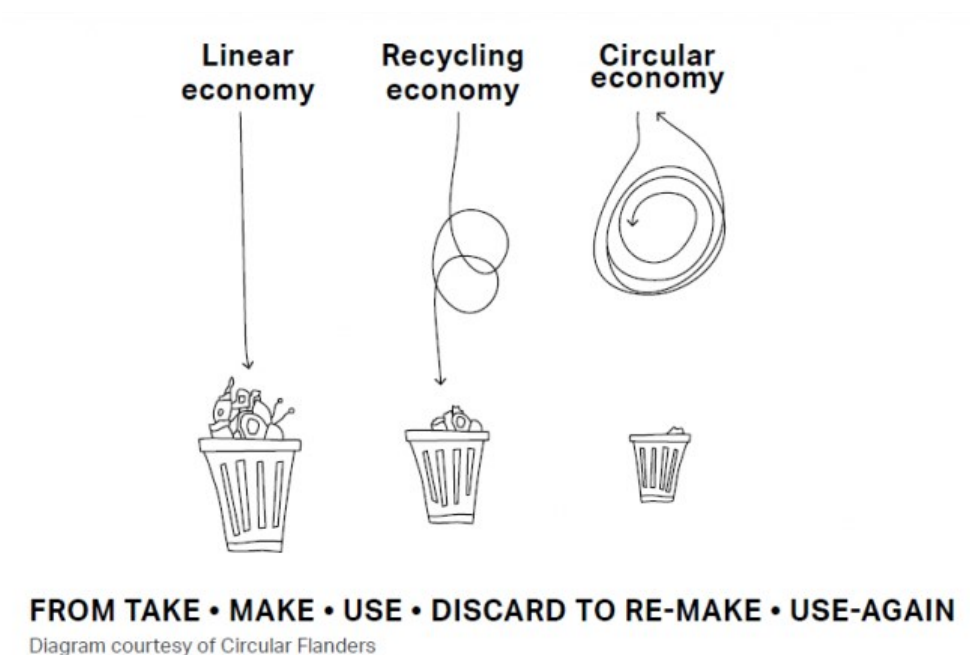 Linear
economy
Recycling
economy
Circular
economy
FROM TAKE • MAKE • USE • DISCARD TO RE-MAKE • USE-AGAIN
Diagram courtesy of Circular Flanders